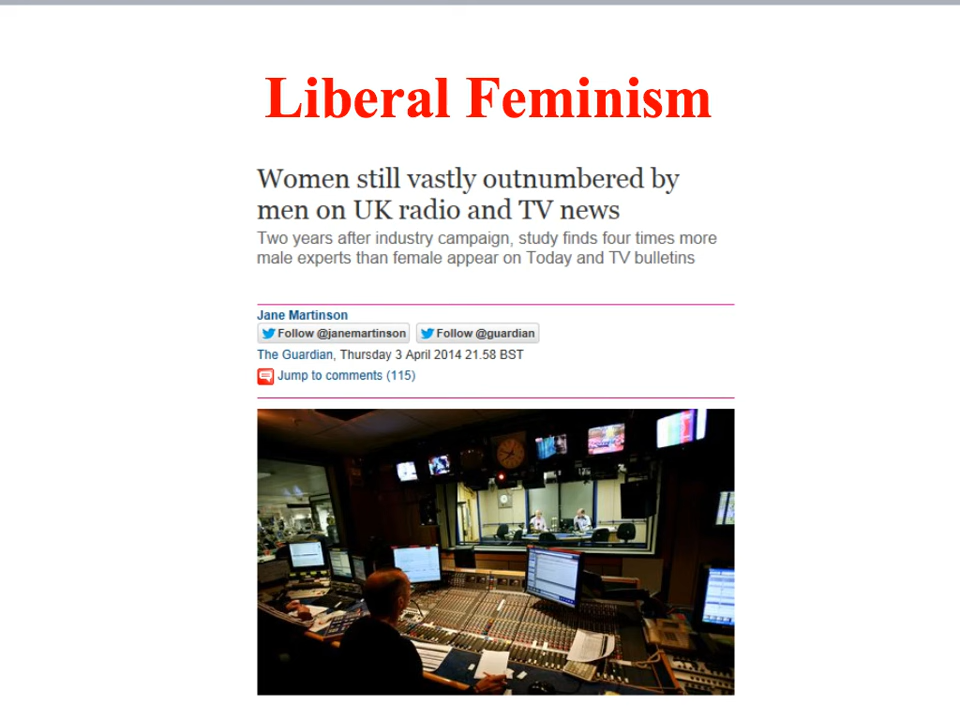 Liberal Feminism
Women still vastly outnumbered by
men on UK radio and TV news
Two years after industry campaign, study finds four times more
male experts than female appear on Today and TV bulletins
Jane Martinson
Follow @janemartinson Follow @guardian
The Guardian, Thursday 3 April 2014 21.58 BST
Jump to comments (115)